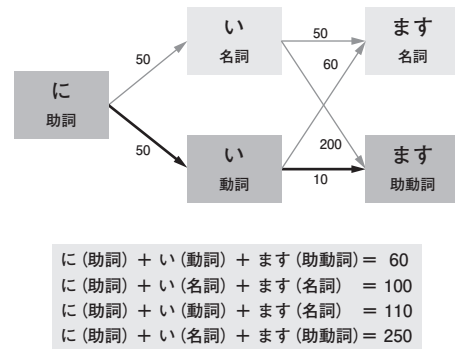 い
名詞
ます
名詞
50
50
60
に
助詞
50
い
動詞
200
10
ます
助動詞
に (助詞) + い (動詞) + ます (助動詞) = 60
に (助詞) + い (名詞) + ます (名詞) = 100
に (助詞) + い (動詞) + ます (名詞) = 110
に (助詞) + い (名詞) + ます (助動詞) = 250